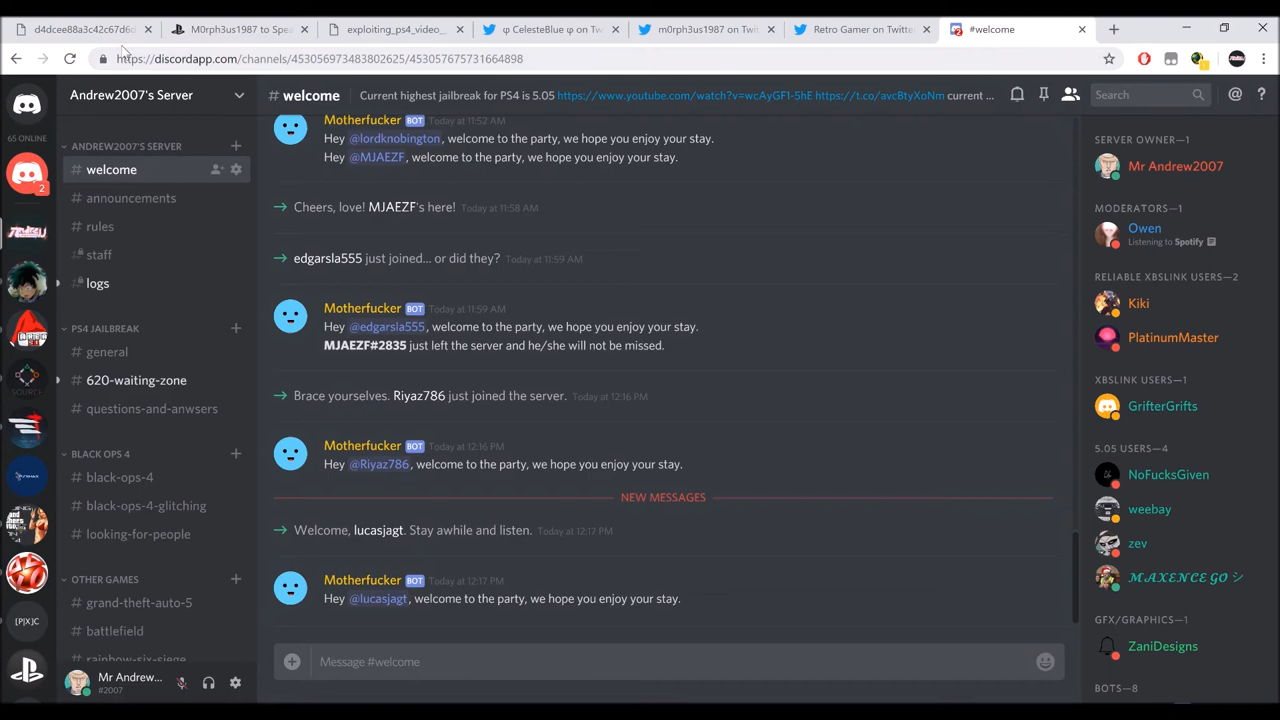 d4dcee88a3c42c67d6d
M0rph3us1987 to Spea
exploiting_ps4_video_
φ CelesteBlue φ on Tw
m0rph3us1987 on Twit
Retro Gamer on Twitte
#welcome
https://discordapp.com/channels/453056973483802625/453057675731664898
65 ONLINE
2
[P|X]C
Andrew2007's Server
# welcome
Current highest jailbreak for PS4 is 5.05 https://www.youtube.com/watch?v=wcAyGF1-5hE https://t.co/avcBtyXoNm current ...
Search
ANDREW2007'S SERVER
# welcome
# announcements
# rules
# staff
# logs
PS4 JAILBREAK
# general
# 620-waiting-zone
# questions-and-anwsers
BLACK OPS 4
# black-ops-4
# black-ops-4-glitching
# looking-for-people
OTHER GAMES
# grand-theft-auto-5
# battlefield
# rainbow-six-siege
Mr Andrew...
#2007
Motherfucker BOT Today at 11:52 AM
Hey @lordknobington, welcome to the party, we hope you enjoy your stay.
Hey @MJAEZF, welcome to the party, we hope you enjoy your stay.
Cheers, love! MJAEZF's here! Today at 11:58 AM
edgarsla555 just joined... or did they? Today at 11:59 AM
Motherfucker BOT Today at 11:59 AM
Hey @edgarsla555, welcome to the party, we hope you enjoy your stay.
MJAEZF#2835 just left the server and he/she will not be missed.
Brace yourselves. Riyaz786 just joined the server. Today at 12:16 PM
Motherfucker BOT Today at 12:16 PM
Hey @Riyaz786, welcome to the party, we hope you enjoy your stay.
NEW MESSAGES
Welcome, lucasjagt. Stay awhile and listen. Today at 12:17 PM
Motherfucker BOT Today at 12:17 PM
Hey @lucasjagt, welcome to the party, we hope you enjoy your stay.
Message #welcome
SERVER OWNER—1
Mr Andrew2007
MODERATORS—1
Owen
Listening to Spotify
RELIABLE XBSLINK USERS—2
Kiki
PlatinumMaster
XBSLINK USERS—1
GrifterGrifts
5.05 USERS—4
NoFucksGiven
weebay
zev
𝓜𝓐𝓧𝓔𝓝𝓒𝓔 𝓖𝓞 シ
GFX/GRAPHICS—1
ZaniDesigns
BOTS—8